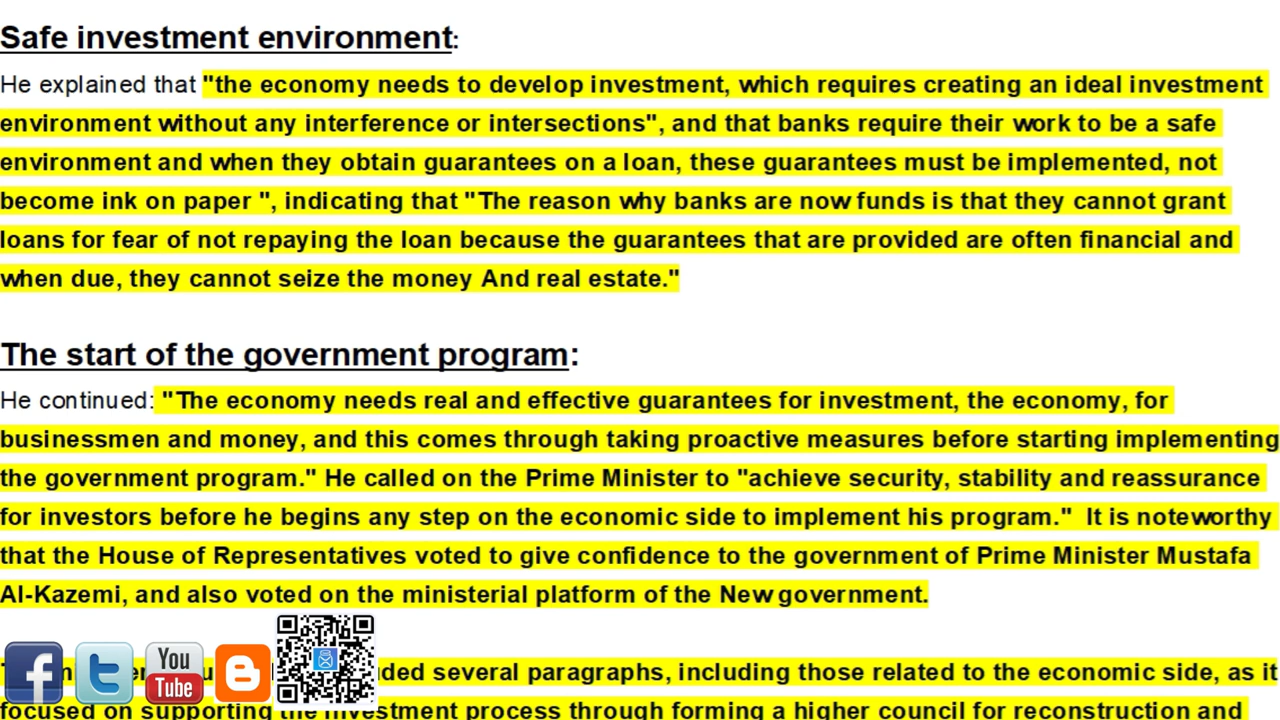 Safe investment environment:
He explained that "the economy needs to develop investment, which requires creating an ideal investment
environment without any interference or intersections", and that banks require their work to be a safe
environment and when they obtain guarantees on a loan, these guarantees must be implemented, not
become ink on paper ", indicating that "The reason why banks are now funds is that they cannot grant
loans for fear of not repaying the loan because the guarantees that are provided are often financial and
when due, they cannot seize the money And real estate."
The start of the government program:
He continued: "The economy needs real and effective guarantees for investment, the economy, for
businessmen and money, and this comes through taking proactive measures before starting implementing
the government program." He called on the Prime Minister to "achieve security, stability and reassurance
for investors before he begins any step on the economic side to implement his program." It is noteworthy
that the House of Representatives voted to give confidence to the government of Prime Minister Mustafa
Al-Kazemi, and also voted on the ministerial platform of the New government.
several paragraphs, including those related to the economic side, as it
focused on supporting the investment process through forming a higher council for reconstruction and
You
Tube